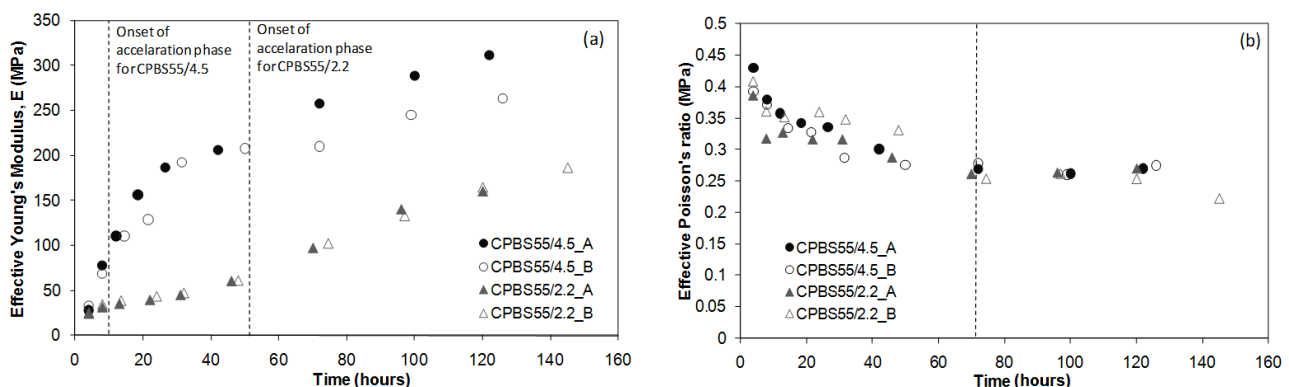 350
300
250
200
150
100
50
0
Effective Young's Modulus, E (MPa)
Onset of
accelaration phase
for CPBS55/4.5
Onset of
accelaration phase
for CPBS55/2.2
(a)
CPBS55/4.5_A
CPBS55/4.5_B
CPBS55/2.2_A
CPBS55/2.2_B
0 20 40 60 80 100 120 140 160
Time (hours)
0.5
0.45
0.4
0.35
0.3
0.25
0.2
0.15
0.1
0.05
0
Effective Poisson's ratio (MPa)
(b)
CPBS55/4.5_A
CPBS55/4.5_B
CPBS55/2.2_A
CPBS55/2.2_B
0 20 40 60 80 100 120 140 160
Time (hours)